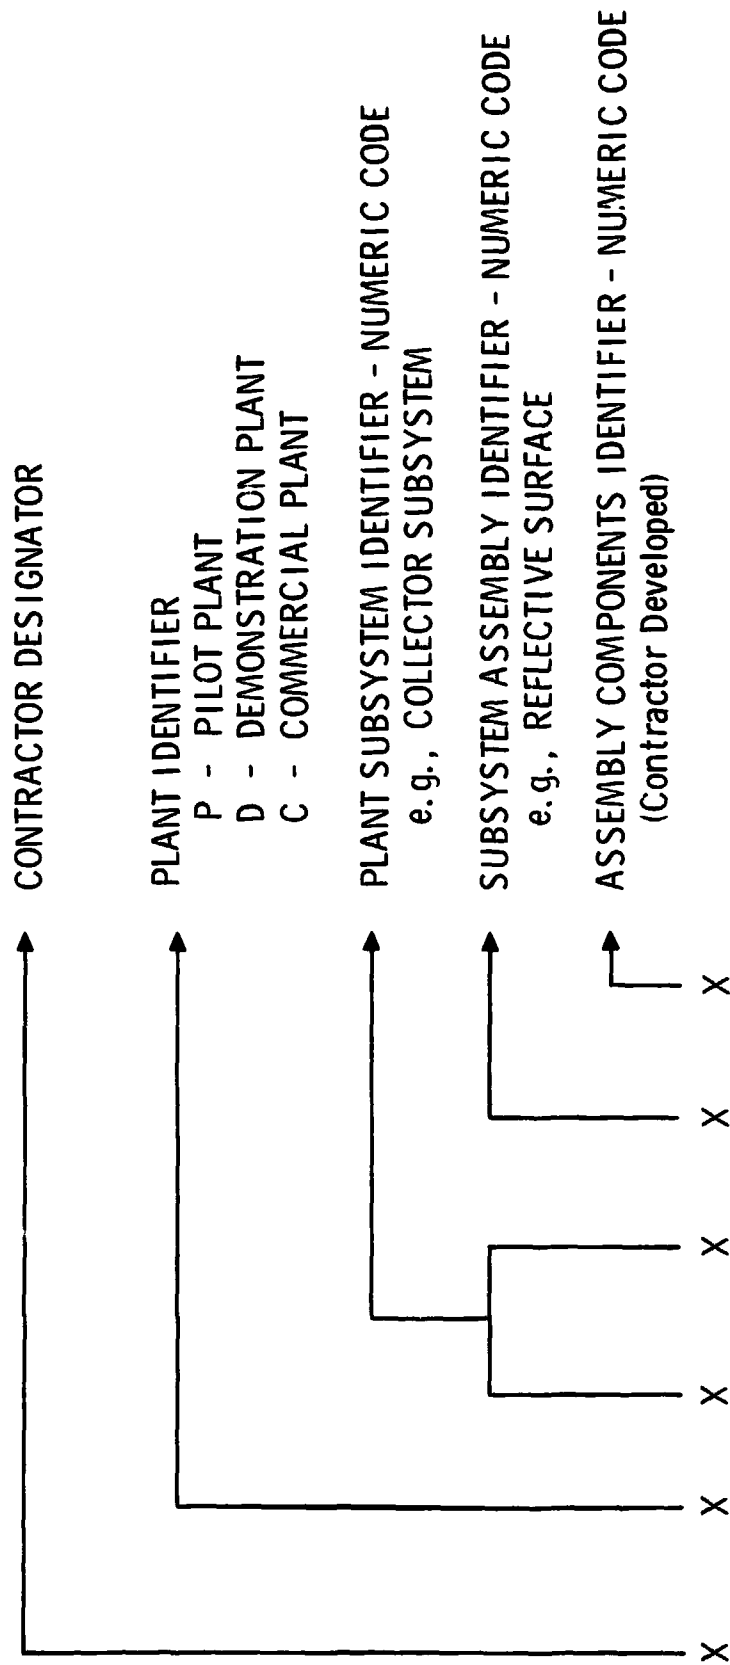 CONTRACTOR DESIGNATOR
PLANT IDENTIFIER
P - PILOT PLANT
D - DEMONSTRATION PLANT
C - COMMERCIAL PLANT
PLANT SUBSYSTEM IDENTIFIER - NUMERIC CODE
e.g., COLLECTOR SUBSYSTEM
SUBSYSTEM ASSEMBLY IDENTIFIER - NUMERIC CODE
e.g., REFLECTIVE SURFACE
ASSEMBLY COMPONENTS IDENTIFIER - NUMERIC CODE
(Contractor Developed)
X X X X X X